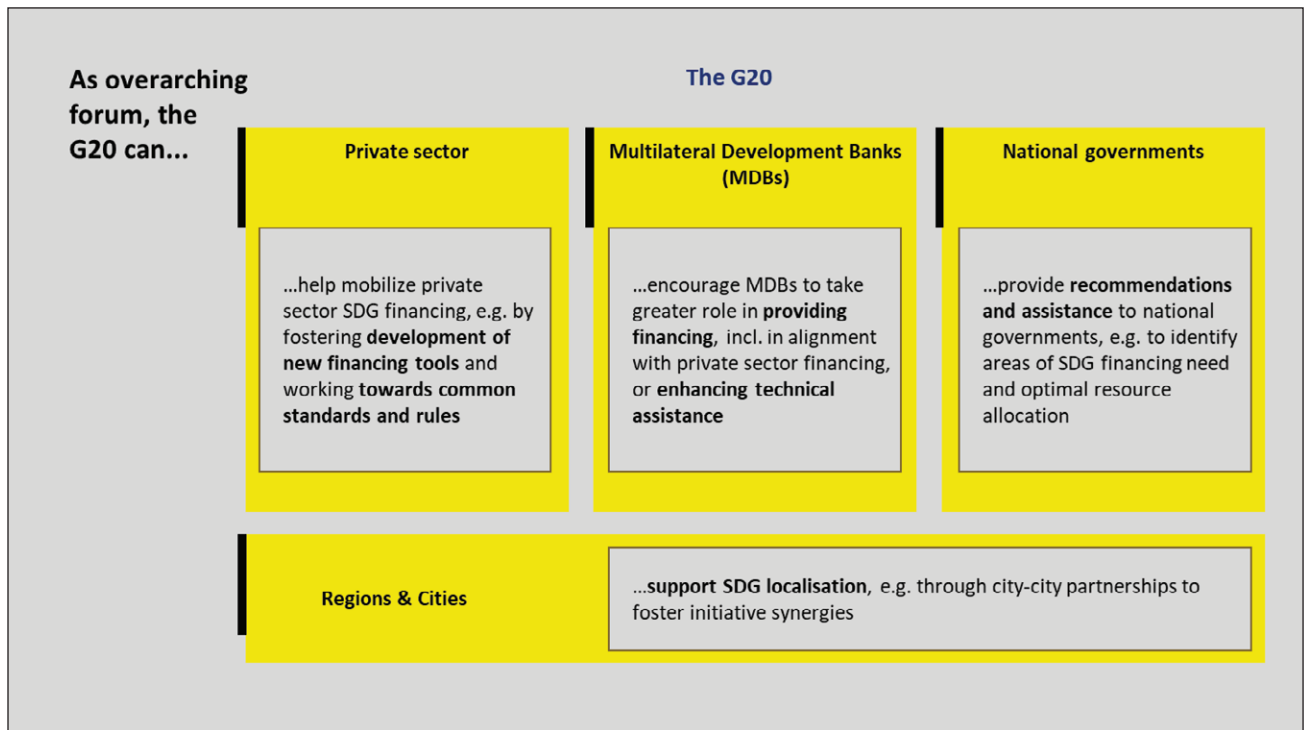 As overarching
forum, the
G20 can...
The G20
Private sector
...help mobilize private
sector SDG financing, e.g. by
fostering development of
new financing tools and
working towards common
standards and rules
Multilateral Development Banks
(MDBs)
...encourage MDBs to take
greater role in providing
financing, incl. in alignment
with private sector financing,
or enhancing technical
assistance
National governments
...provide recommendations
and assistance to national
governments, e.g. to identify
areas of SDG financing need
and optimal resource
allocation
Regions & Cities
...support SDG localisation, e.g. through city-city partnerships to
foster initiative synergies